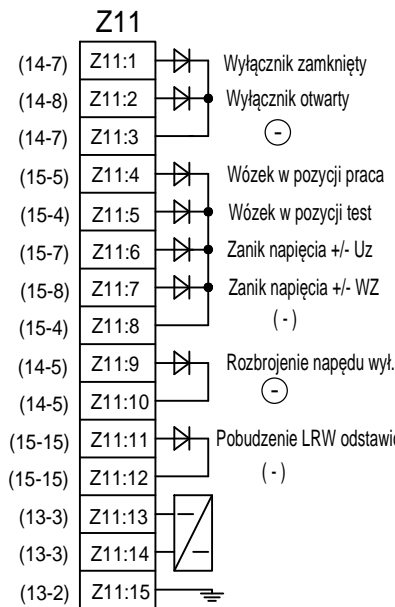 Z11
(14-7) Z11:1 Wyłącznik zamknięty
(14-8) Z11:2 Wyłącznik otwarty
(14-7) Z11:3 -
(15-5) Z11:4 Wózek w pozycji praca
(15-4) Z11:5 Wózek w pozycji test
(15-7) Z11:6 Zanik napięcia +/- Uz
(15-8) Z11:7 Zanik napięcia +/- WZ
(15-4) Z11:8 ( - )
(14-5) Z11:9 Rozbrojenie napędu wył.
(14-5) Z11:10 -
(15-15) Z11:11 Pobudzenie LRW odstawi
(15-15) Z11:12 ( - )
(13-3) Z11:13
(13-3) Z11:14
(13-2) Z11:15